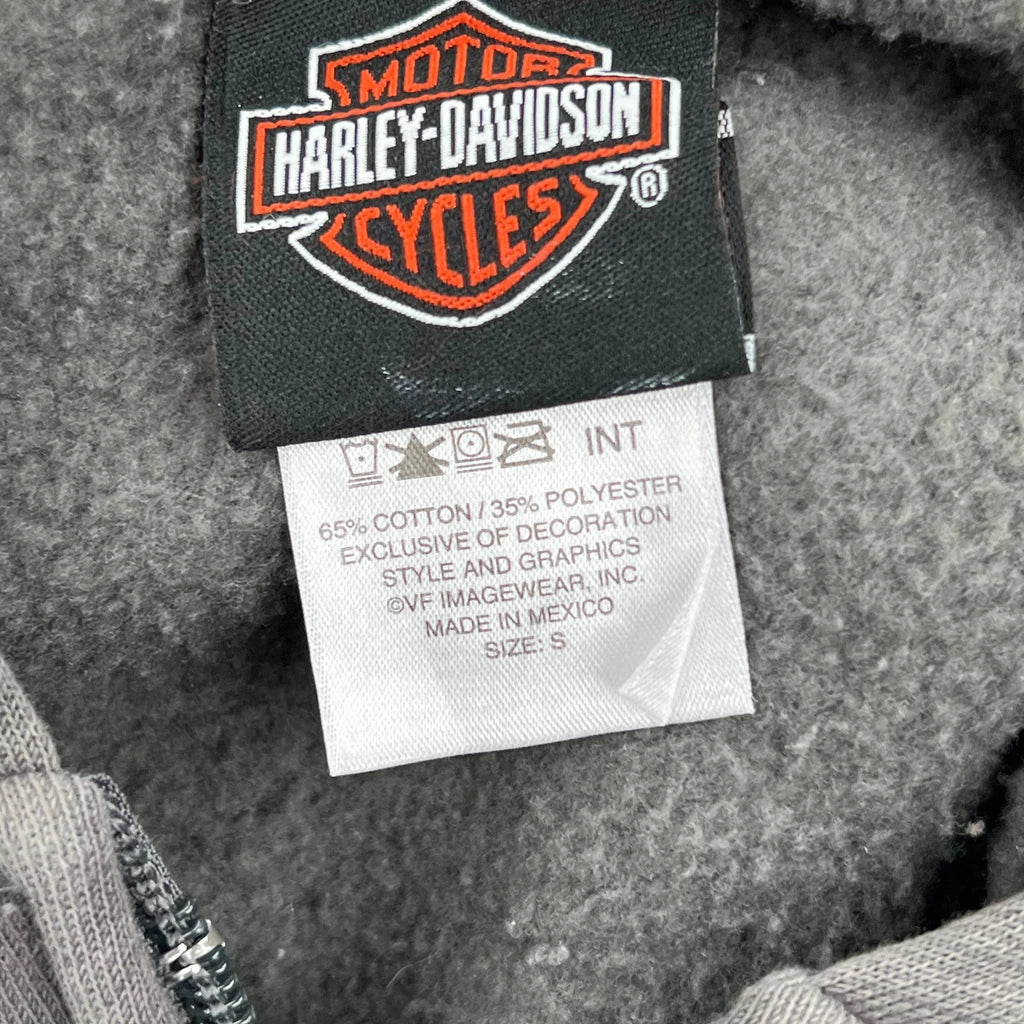 MOTOR
HARLEY-DAVIDSON
CYCLES
®
INT
65% COTTON / 35% POLYESTER
EXCLUSIVE OF DECORATION
STYLE AND GRAPHICS
©VF IMAGEWEAR, INC.
MADE IN MEXICO
SIZE: S